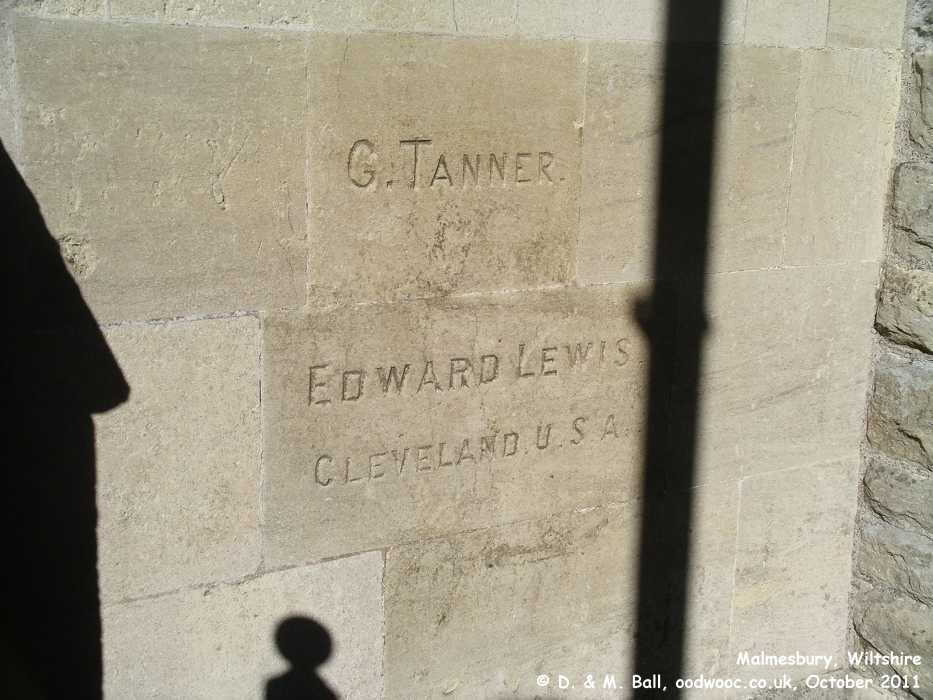 G. TANNER.
EDWARD LEWIS.
CLEVELAND. U. S. A.
Malmesbury, Wiltshire
© D. & M. Ball, oodwooc.co.uk, October 2011